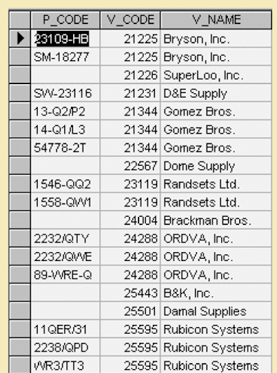 P_CODE V_CODE V_NAME
23109-HB 21225 Bryson, Inc.
SM-18277 21225 Bryson, Inc.
21226 SuperLoo, Inc.
SW-23116 21231 D&E Supply
13-Q2/P2 21344 Gomez Bros.
14-Q1/L3 21344 Gomez Bros.
54778-2T 21344 Gomez Bros.
22567 Dome Supply
1546-QQ2 23119 Randsets Ltd.
1558-QW1 23119 Randsets Ltd.
24004 Brackman Bros.
2232/QTY 24288 ORDVA, Inc.
2232/QWE 24288 ORDVA, Inc.
89-WRE-Q 24288 ORDVA, Inc.
25443 B&K, Inc.
25501 Damal Supplies
11QER/31 25595 Rubicon Systems
2238/QPD 25595 Rubicon Systems
WR3/TT3 25595 Rubicon Systems